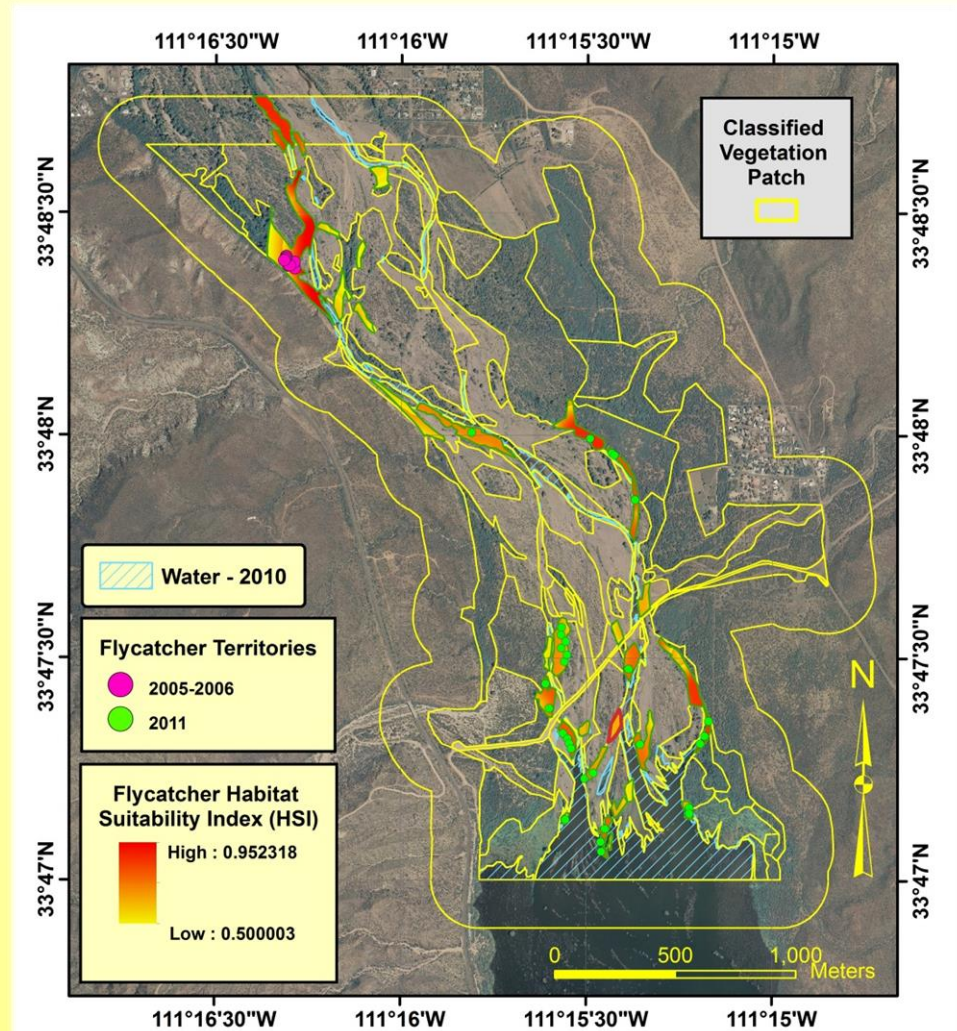 111°16'30"W
111°16'W
111°15'30"W
111°15'W
33°48'30"N
33°48'N
33°47'30"N
33°47'N
Classified
Vegetation
Patch
Water - 2010
Flycatcher Territories
2005-2006
2011
Flycatcher Habitat
Suitability Index (HSI)
High : 0.952318
Low : 0.500003
33°48'30"N
33°48'N
33°47'30"N
33°47'N
N
0 500 1,000
Meters
111°16'30"W
111°16'W
111°15'30"W
111°15'W